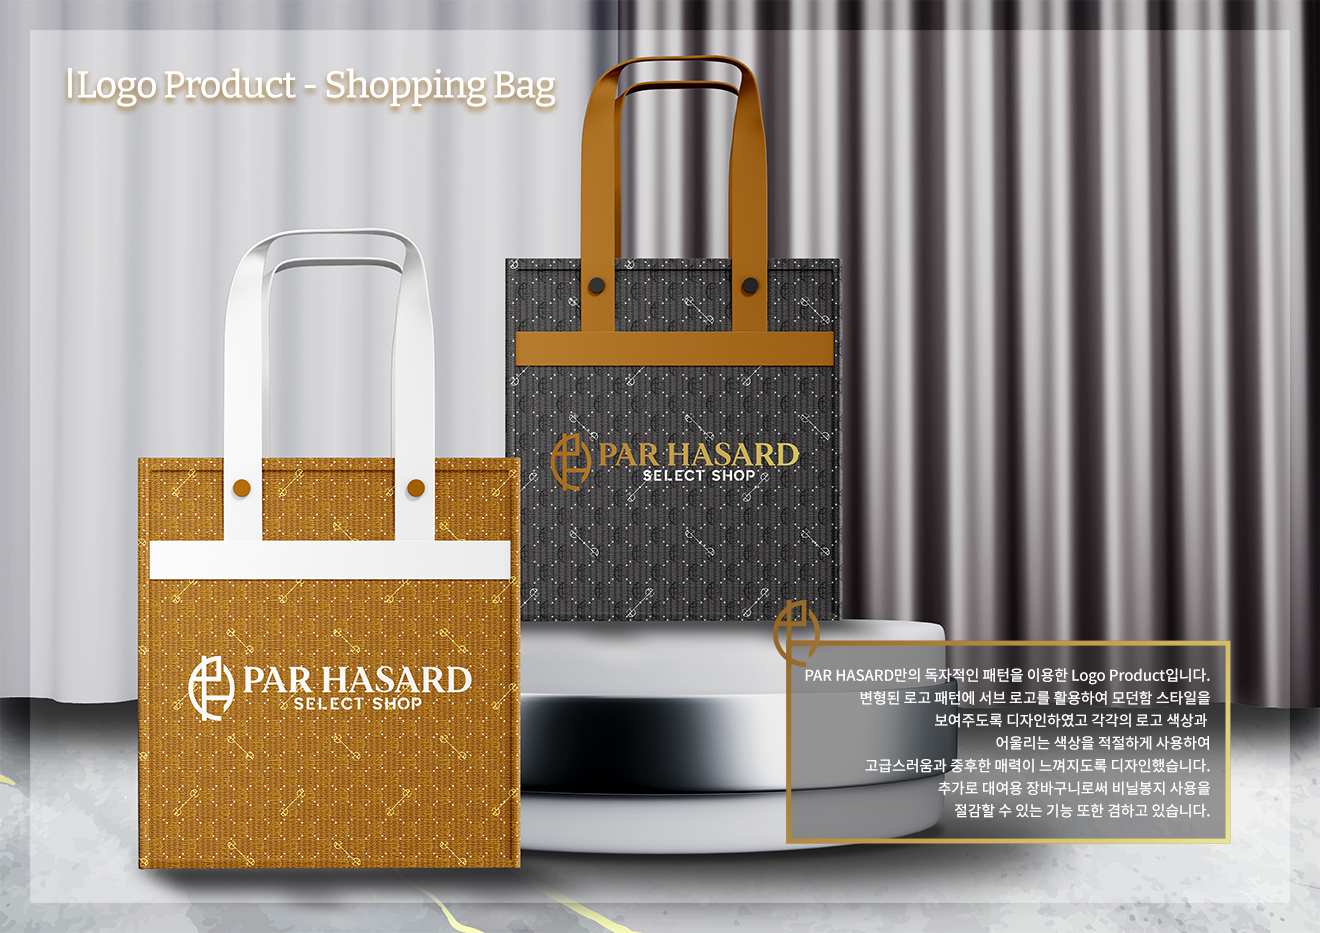 Logo Product - Shopping Bag
PAR HASARD
SELECT SHOP
PAR HASARD
SELECT SHOP
PAR HASARD만의 독자적인 패턴을 이용한 Logo Product입니다.
변형된 로고 패턴에 서브 로고를 활용하여 모던함 스타일을
보여주도록 디자인하였고 각각의 로고 색상과
어울리는 색상을 적절하게 사용하여
고급스러움과 중후한 매력이 느껴지도록 디자인했습니다.
추가로 대여용 장바구니로써 비닐봉지 사용을
절감할 수 있는 기능 또한 겸하고 있습니다.